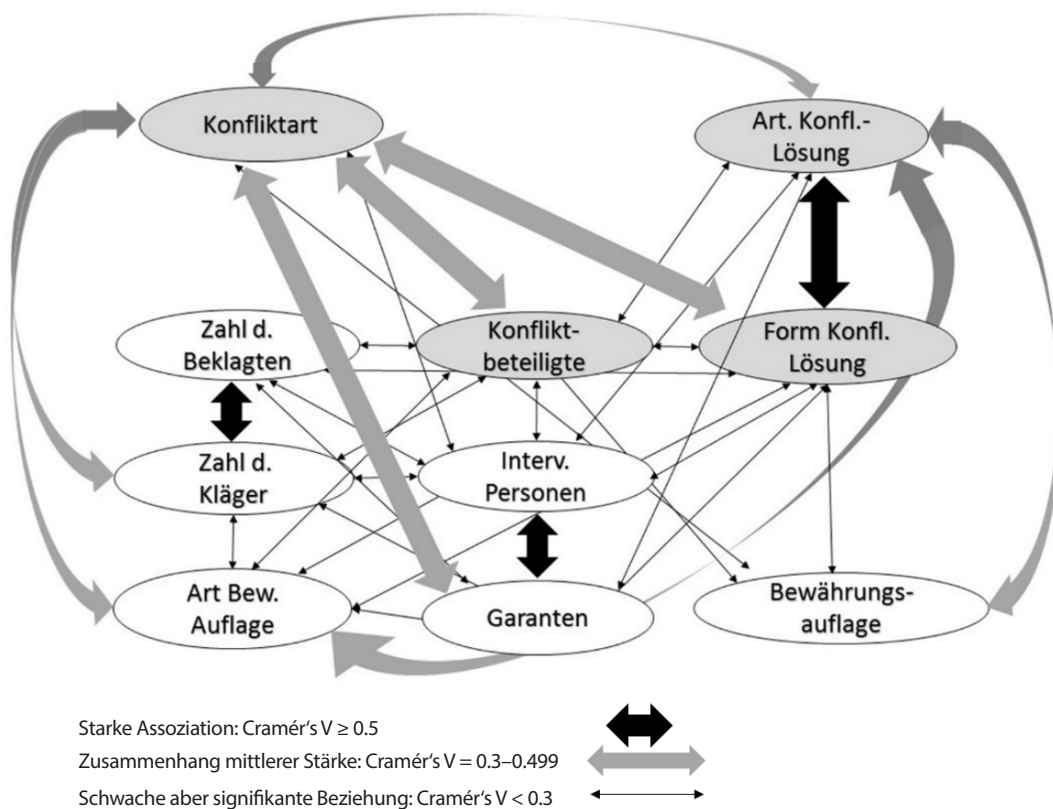 Konfliktart
Art. Konfl.-
Lösung
Zahl d.
Beklagten
Konflikt-
beteiligte
Form Konfl.
Lösung
Zahl d.
Kläger
Interv.
Personen
Art Bew.
Auflage
Garanten
Bewährungs-
auflage
Starke Assoziation: Cramér‘s V ≥ 0.5
Zusammenhang mittlerer Stärke: Cramér‘s V = 0.3–0.499
Schwache aber signifikante Beziehung: Cramér‘s V < 0.3